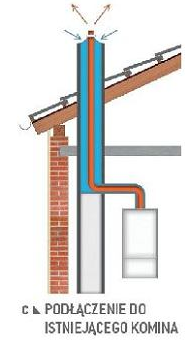 C PODŁĄCZENIE DO
ISTNIEJĄCEGO KOMINA